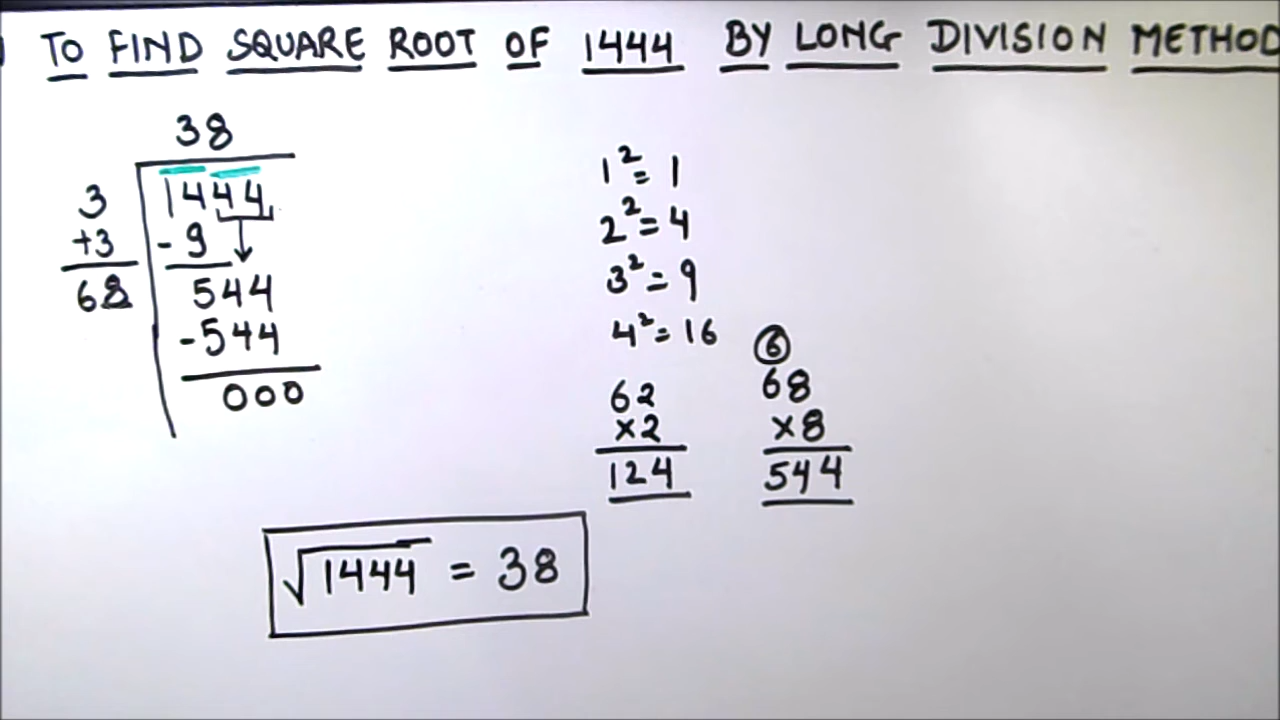 TO FIND SQUARE ROOT OF 1444 BY LONG DIVISION METHOD
38
3 1444
+3 -9
68 544
-544
000
1² = 1
2² = 4
3² = 9
4² = 16
62
×2
124
6
68
×8
544
√1444 = 38